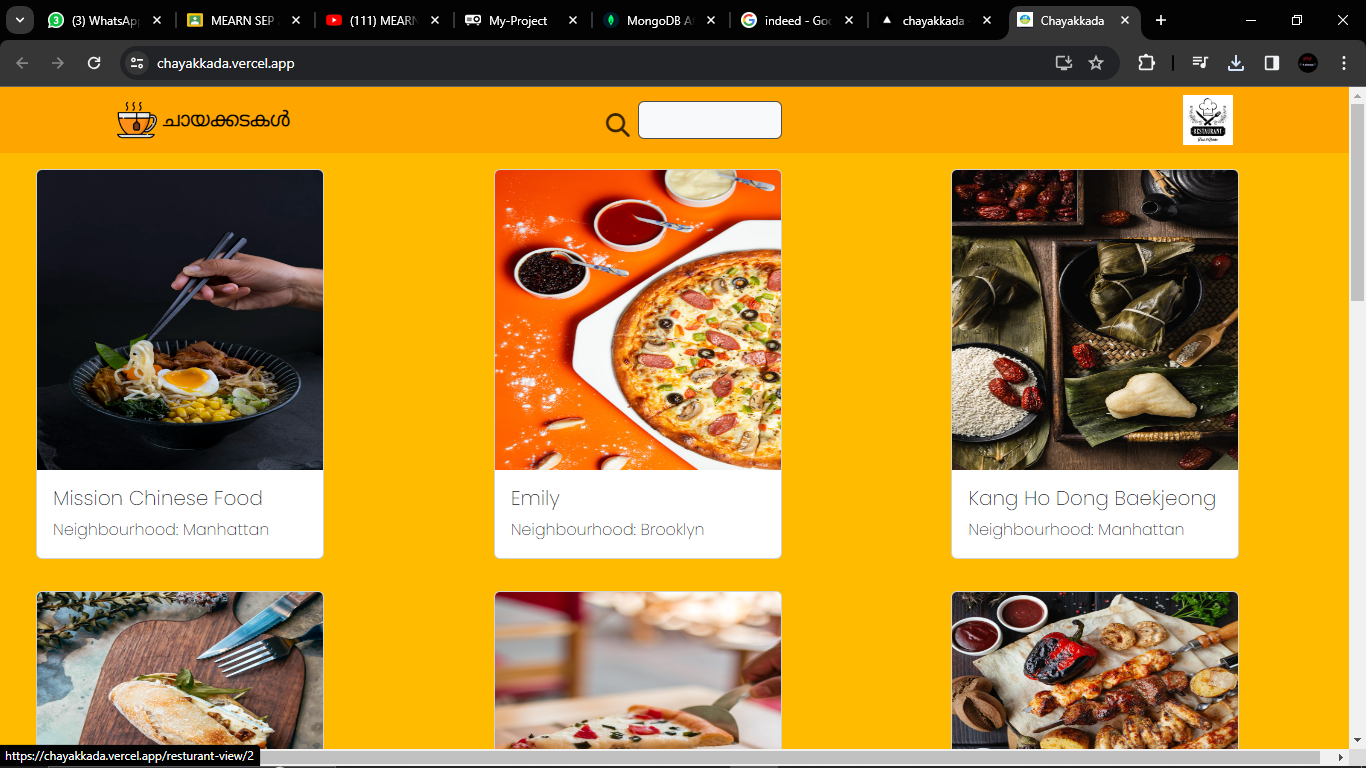 (3) WhatsAp
MEARN SEP
(111) MEARN
My-Project
MongoDB A
indeed - Goo
chayakkada
Chayakkada
chayakkada.vercel.app
ചായക്കടകൾ
RESTAURANT
Mission Chinese Food
Neighbourhood: Manhattan
Emily
Neighbourhood: Brooklyn
Kang Ho Dong Baekjeong
Neighbourhood: Manhattan
https://chayakkada.vercel.app/resturant-view/2